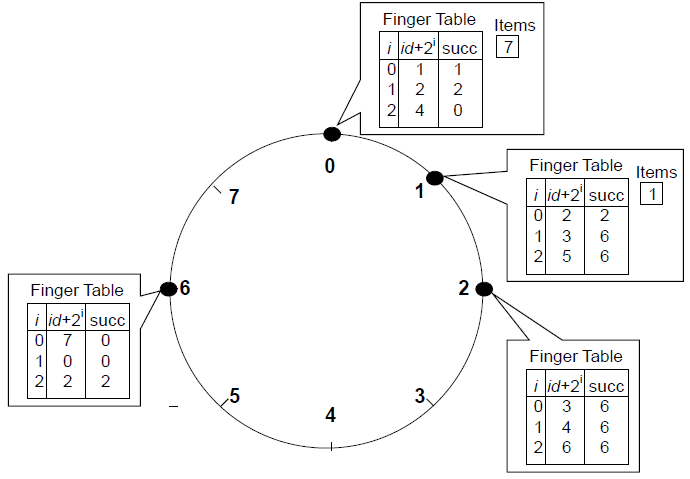 Finger Table
Items
i id+2^i succ
7
0 1 1
1 2 2
2 4 0
0
Finger Table
Items
i id+2^i succ
1
0 2 2
1 3 6
2 5 6
1
7
2
6
Finger Table
i id+2^i succ
0 7 0
1 0 0
2 2 2
Finger Table
i id+2^i succ
0 3 6
1 4 6
2 6 6
5
3
4